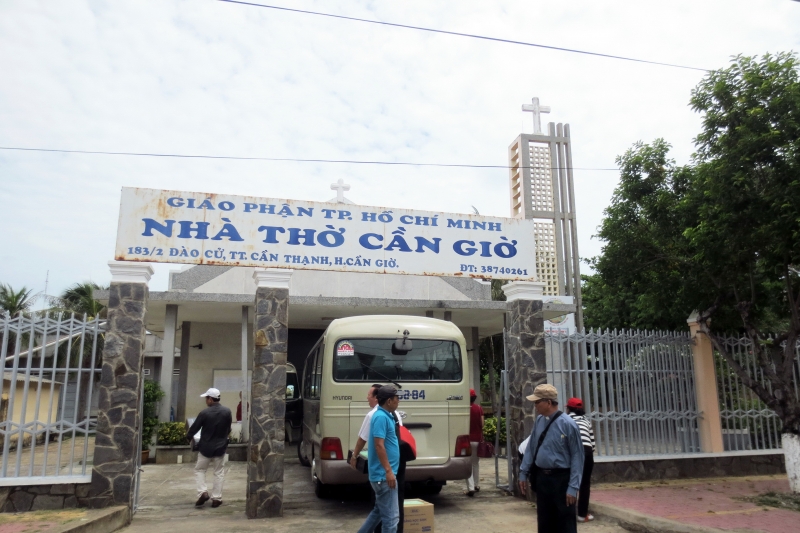 GIÁO PHẬN TP. HỒ CHÍ MINH
NHÀ THỜ CẦN GIỜ
183/2 ĐÀO CỬ, TT. CẦN THẠNH, H.CẦN GIỜ.
ĐT: 38740261
HYUNDAI